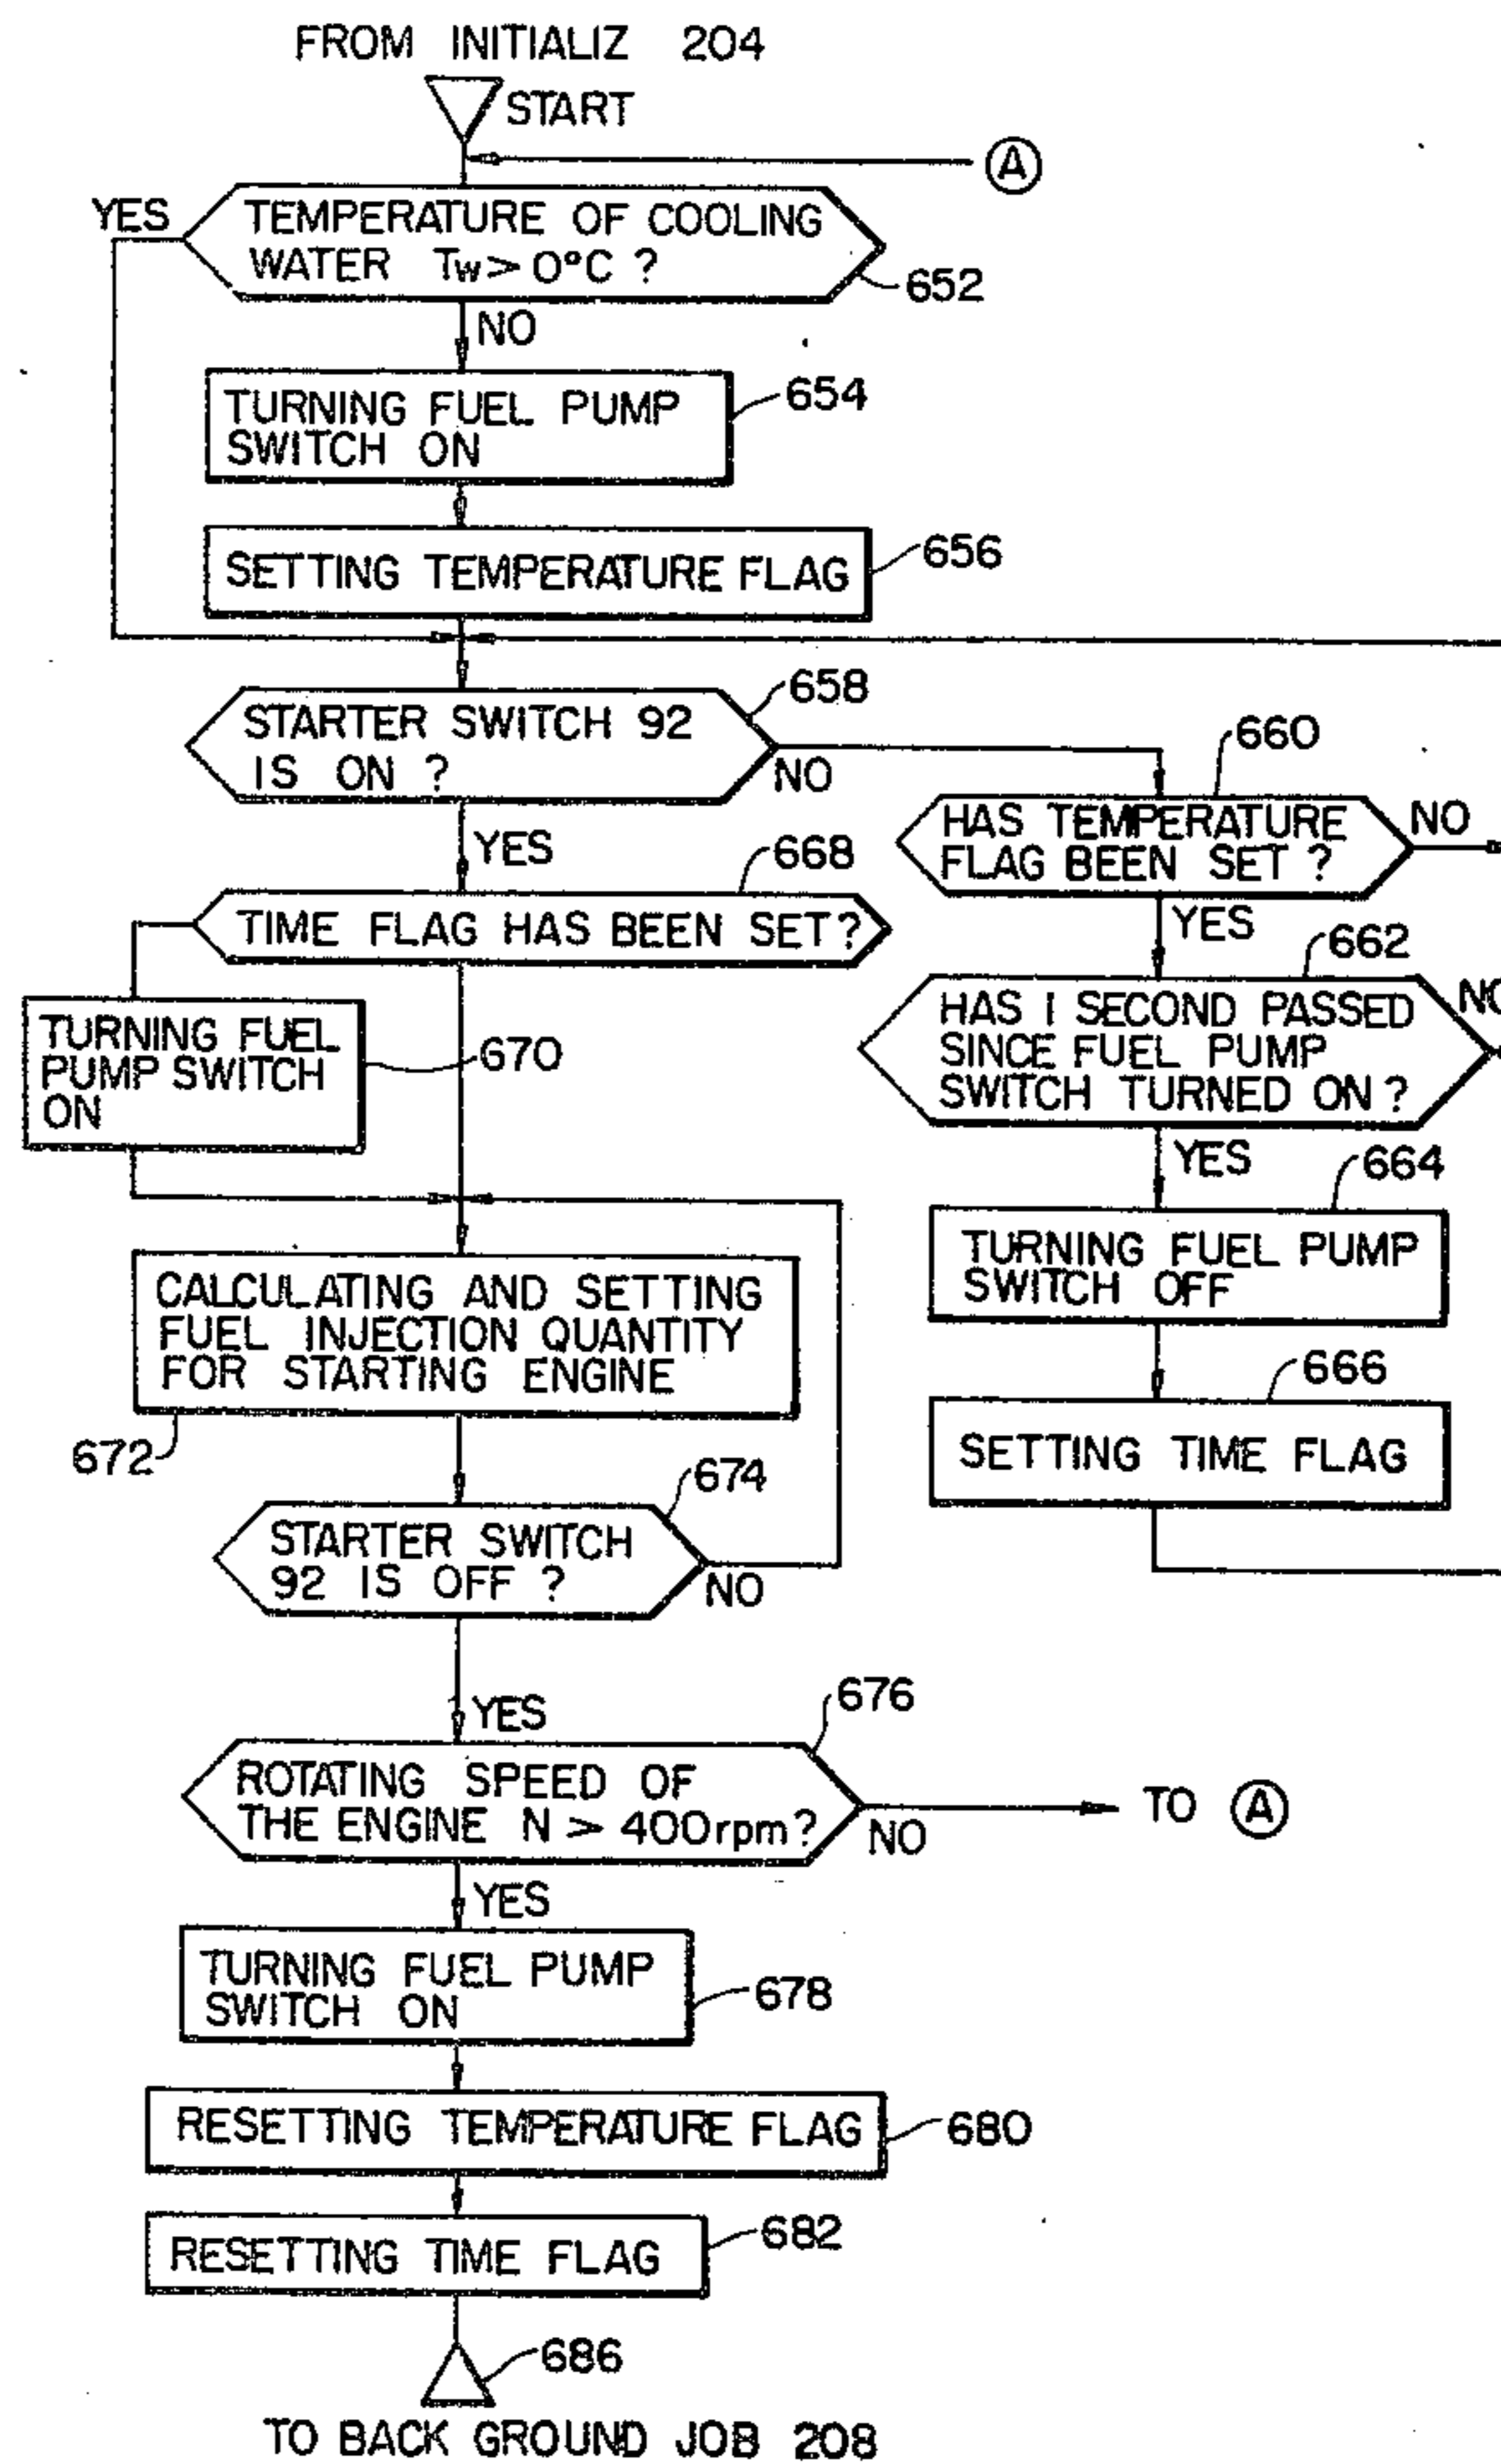 FROM INITIALIZ 204
START
A
YES
TEMPERATURE OF COOLING
WATER Tw > 0°C ?
652
NO
TURNING FUEL PUMP
SWITCH ON
654
SETTING TEMPERATURE FLAG
656
STARTER SWITCH 92
IS ON ?
658
NO
YES
660
HAS TEMPERATURE
FLAG BEEN SET ?
NO
YES
668
TIME FLAG HAS BEEN SET?
662
HAS 1 SECOND PASSED
SINCE FUEL PUMP
SWITCH TURNED ON ?
NO
YES
TURNING FUEL
PUMP SWITCH
ON
670
664
TURNING FUEL PUMP
SWITCH OFF
666
SETTING TIME FLAG
CALCULATING AND SETTING
FUEL INJECTION QUANTITY
FOR STARTING ENGINE
672
674
STARTER SWITCH
92 IS OFF ?
NO
YES
676
ROTATING SPEED OF
THE ENGINE N > 400rpm?
NO
TO A
YES
TURNING FUEL PUMP
SWITCH ON
678
RESETTING TEMPERATURE FLAG
680
RESETTING TIME FLAG
682
686
TO BACK GROUND JOB 208